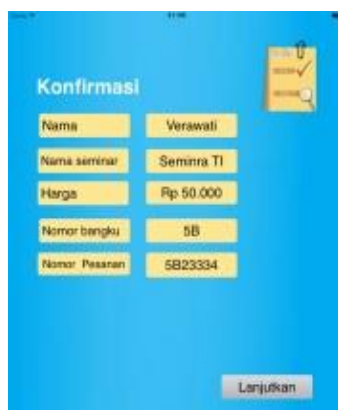 Konfirmasi
Nama Verawati
Nama seminar Seminra TI
Harga Rp 50.000
Nomor bangku 5B
Nomor Pesanan 5B23334
Lanjutkan